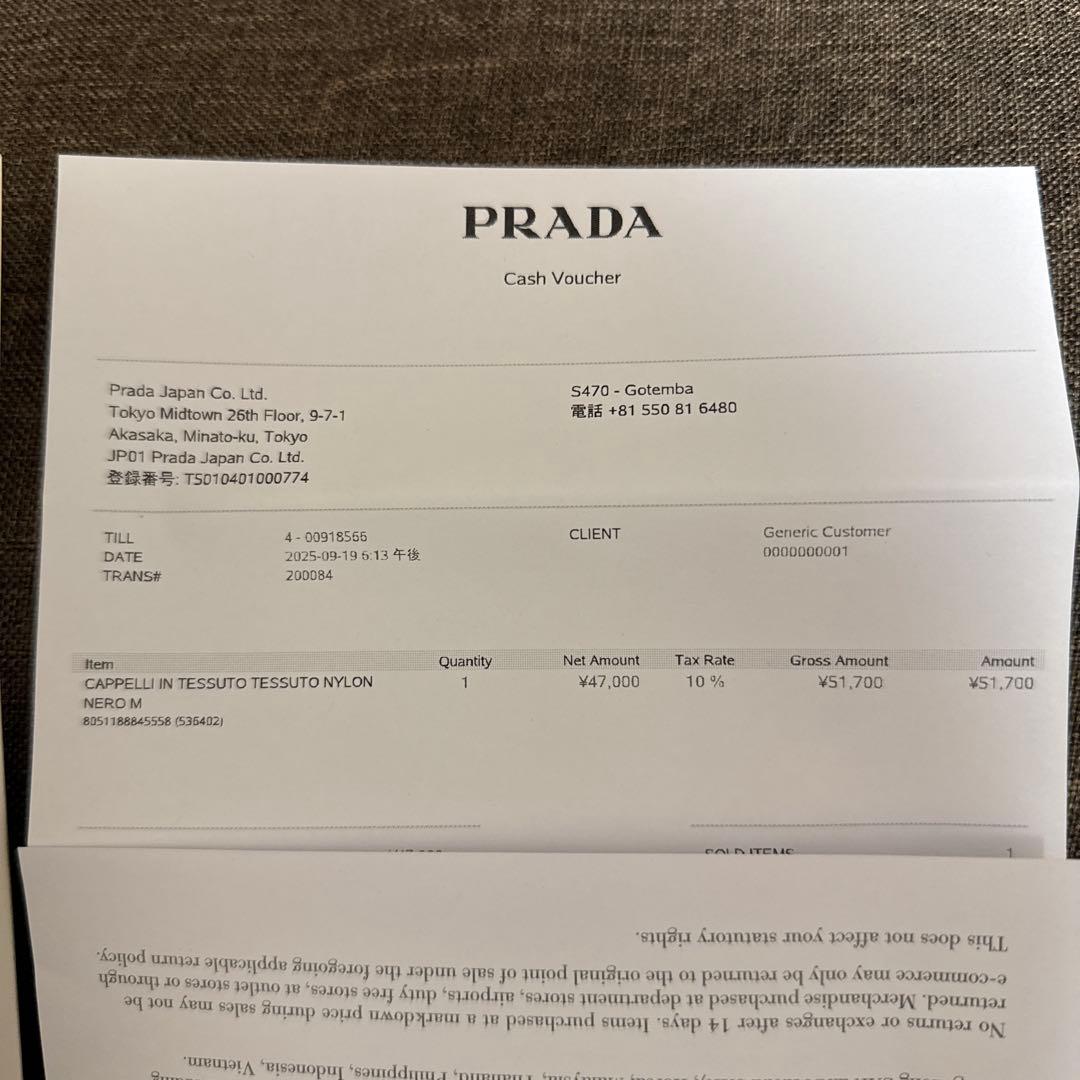 PRADA
Cash Voucher
Prada Japan Co. Ltd.
Tokyo Midtown 26th Floor, 9-7-1
Akasaka, Minato-ku, Tokyo
JP01 Prada Japan Co. Ltd.
登録番号: T5010401000774
S470 - Gotemba
電話 +81 550 81 6480
TILL 4 - 00918566
DATE 2025-09-19 6:13 午後
TRANS# 200084
CLIENT Generic Customer
0000000001
Item Quantity Net Amount Tax Rate Gross Amount Amount
CAPPELLI IN TESSUTO TESSUTO NYLON 1 ¥47,000 10 % ¥51,700 ¥51,700
NERO M
8051188845558 (536402)
SOLD ITEMS 1
No returns or exchanges after 14 days. Items purchased at a markdown price during sales may not be
returned. Merchandise purchased at department stores, airports, duty free stores, at outlet stores or through
e-commerce may only be returned to the original point of sale under the foregoing applicable return policy.
This does not affect your statutory rights.
Thailand, Philippines, Indonesia, Vietnam.